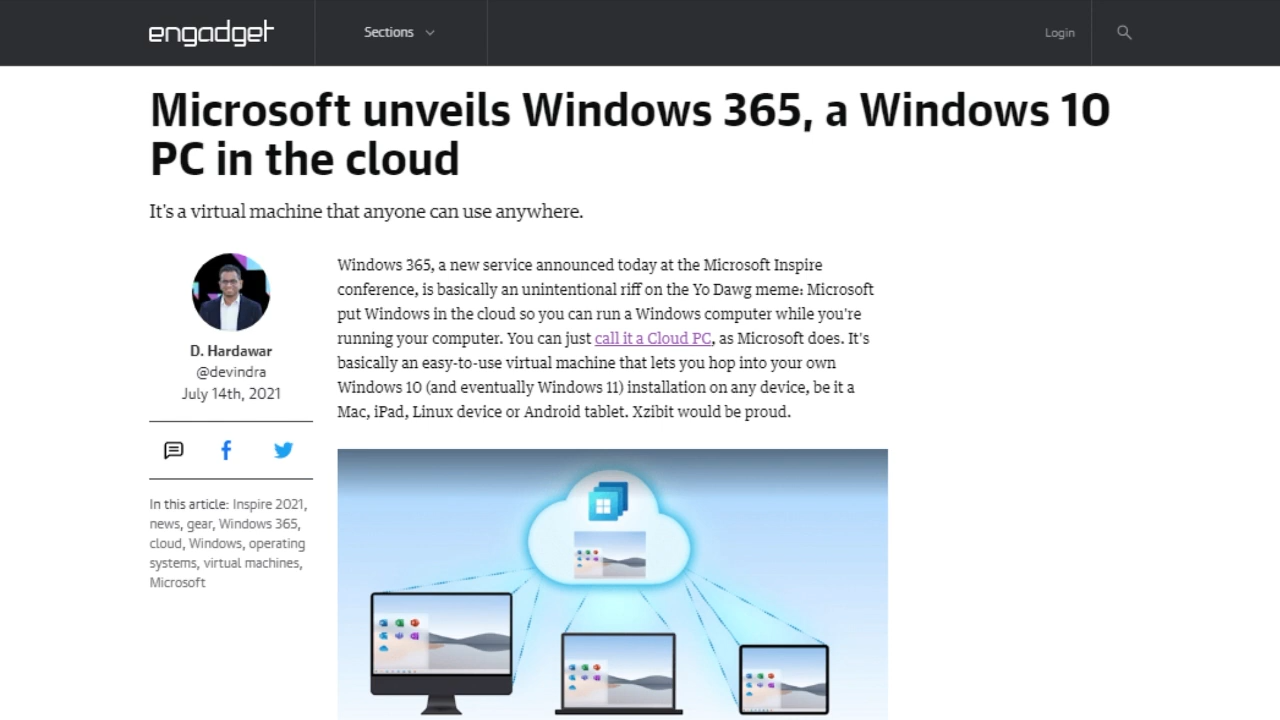 engadget
Sections
Login
Microsoft unveils Windows 365, a Windows 10
PC in the cloud
It's a virtual machine that anyone can use anywhere.
D. Hardawar
@devindra
July 14th, 2021
In this article: Inspire 2021,
news, gear, Windows 365,
cloud, Windows, operating
systems, virtual machines,
Microsoft
Windows 365, a new service announced today at the Microsoft Inspire
conference, is basically an unintentional riff on the Yo Dawg meme: Microsoft
put Windows in the cloud so you can run a Windows computer while you're
running your computer. You can just call it a Cloud PC, as Microsoft does. It's
basically an easy-to-use virtual machine that lets you hop into your own
Windows 10 (and eventually Windows 11) installation on any device, be it a
Mac, iPad, Linux device or Android tablet. Xzibit would be proud.